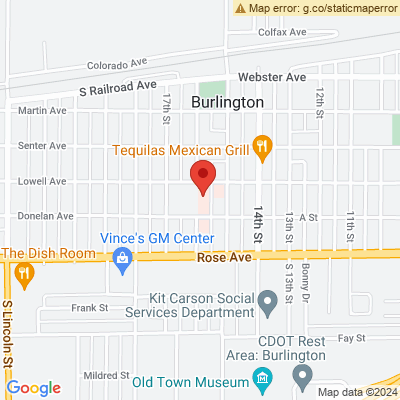 Map error: g.co/staticmaperror
Colfax Ave
Colorado Ave
Webster Ave
S Railroad Ave
12th St
17th St
Burlington
Martin Ave
Senter Ave
Tequilas Mexican Grill
Lowell Ave
Donelan Ave
A St
14th St
13th St
11th St
Vince's GM Center
The Dish Room
Rose Ave
S 13th St
Bonny Dr
S Lincoln St
Kit Carson Social
Services Department
Frank St
Fay St
CDOT Rest
Area: Burlington
Mildred St
Old Town Museum
Google
Map data ©2024